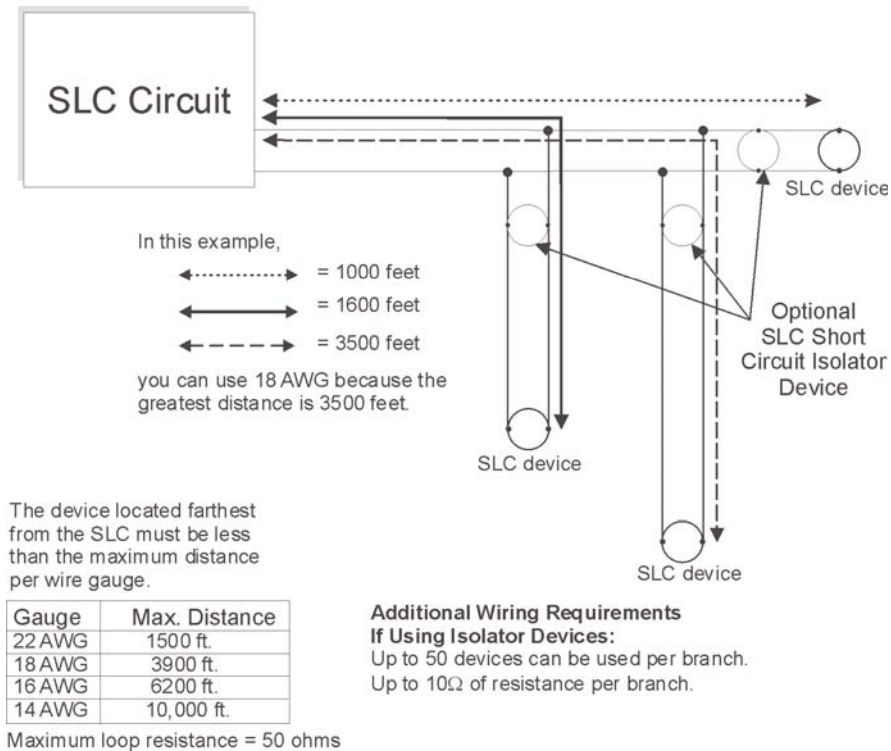 SLC Circuit
SLC device
In this example,
= 1000 feet
= 1600 feet
= 3500 feet
you can use 18 AWG because the
greatest distance is 3500 feet.
Optional
SLC Short
Circuit Isolator
Device
SLC device
SLC device
The device located farthest
from the SLC must be less
than the maximum distance
per wire gauge.
Gauge Max. Distance
22 AWG 1500 ft.
18 AWG 3900 ft.
16 AWG 6200 ft.
14 AWG 10,000 ft.
Maximum loop resistance = 50 ohms
Additional Wiring Requirements
If Using Isolator Devices:
Up to 50 devices can be used per branch.
Up to 10Ω of resistance per branch.